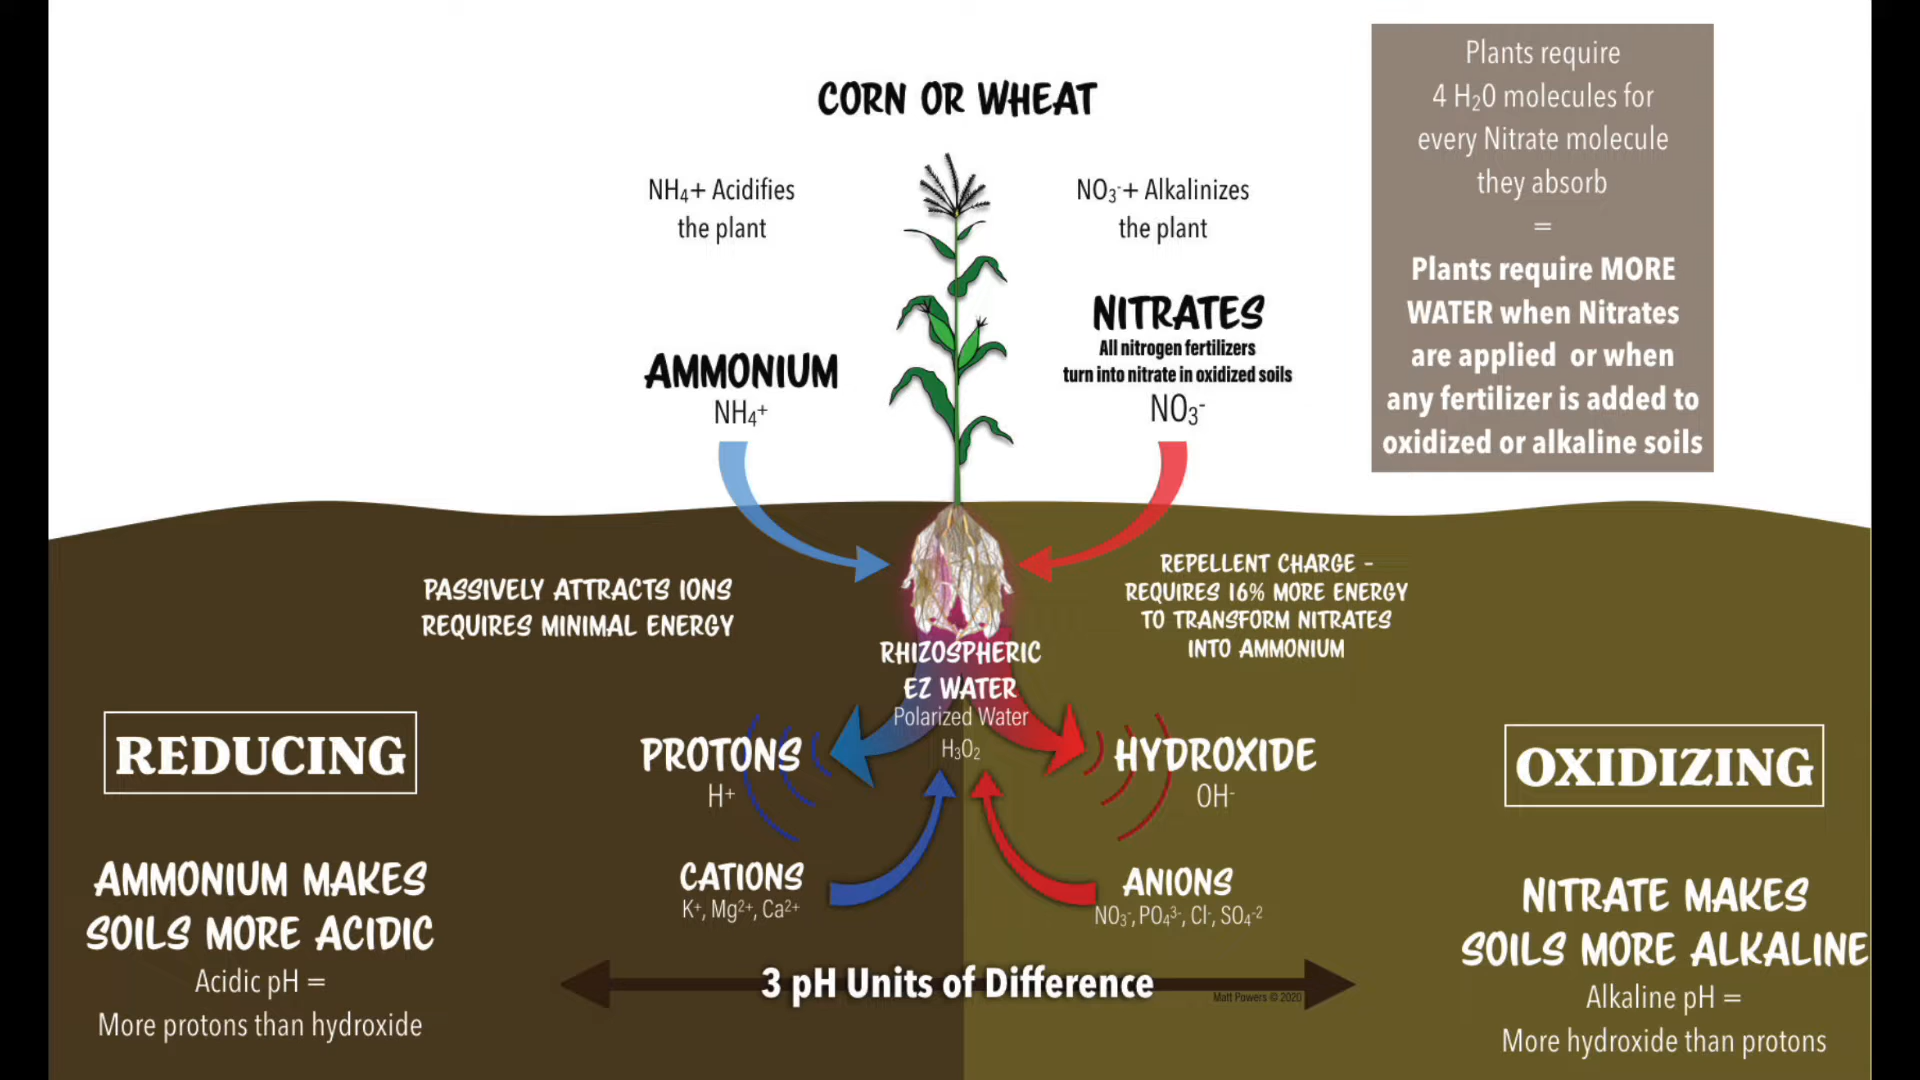 CORN OR WHEAT
NH₄+ Acidifies
the plant
NO₃⁻+ Alkalinizes
the plant
Plants require
4 H₂0 molecules for
every Nitrate molecule
they absorb
=
Plants require MORE
WATER when Nitrates
are applied or when
any fertilizer is added to
oxidized or alkaline soils
AMMONIUM
NH₄⁺
NITRATES
All nitrogen fertilizers
turn into nitrate in oxidized soils
NO₃⁻
PASSIVELY ATTRACTS IONS
REQUIRES MINIMAL ENERGY
REPELLENT CHARGE -
REQUIRES 16% MORE ENERGY
TO TRANSFORM NITRATES
INTO AMMONIUM
RHIZOSPHERIC
EZ WATER
Polarized Water
H₃O₂
REDUCING
PROTONS
H⁺
HYDROXIDE
OH⁻
OXIDIZING
CATIONS
K⁺, Mg²⁺, Ca²⁺
ANIONS
NO₃⁻, PO₄³⁻, Cl⁻, SO₄⁻²
AMMONIUM MAKES
SOILS MORE ACIDIC
Acidic pH =
More protons than hydroxide
3 pH Units of Difference
Matt Powers © 2020
NITRATE MAKES
SOILS MORE ALKALINE
Alkaline pH =
More hydroxide than protons